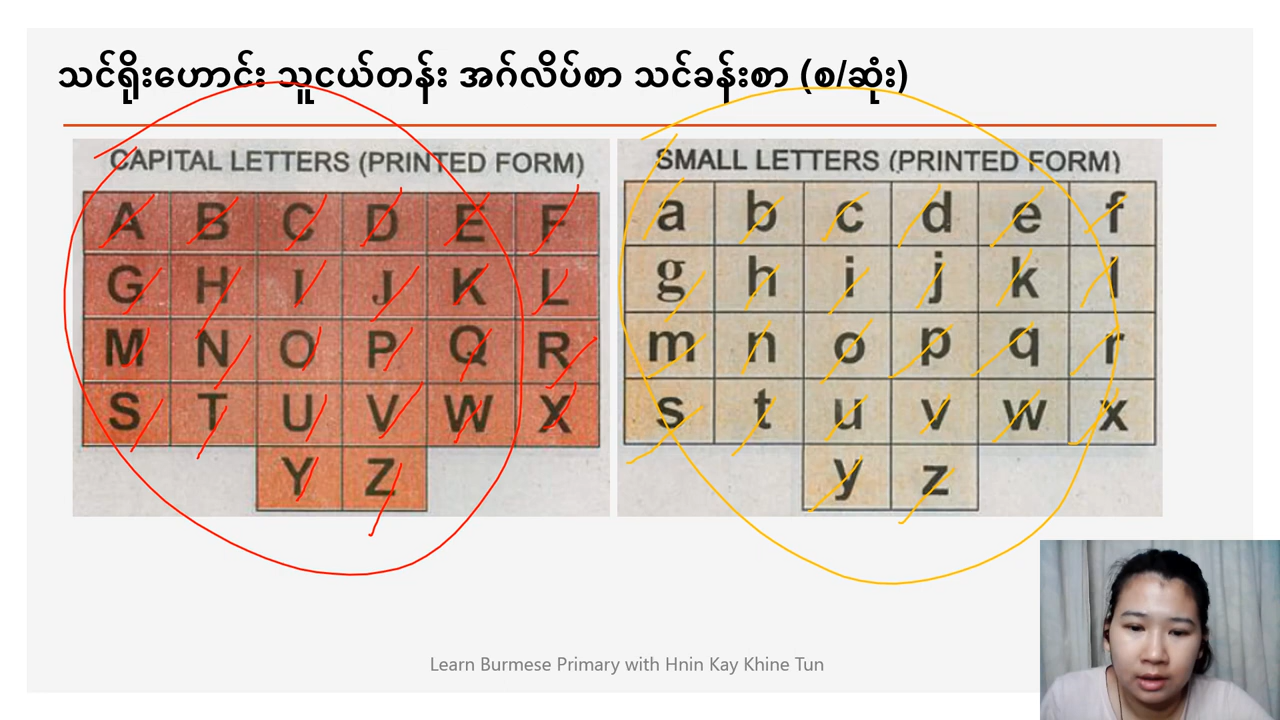 သင်ရိုးဟောင်း သူငယ်တန်း အင်္ဂလိပ်စာ သင်ခန်းစာ (စ/ဆုံး)
CAPITAL LETTERS (PRINTED FORM)
A B C D E F
G H I J K L
M N O P Q R
S T U V W X
Y Z
SMALL LETTERS (PRINTED FORM)
a b c d e f
g h i j k l
m n o p q r
s t u v w x
y z
Learn Burmese Primary with Hnin Kay Khine Tun